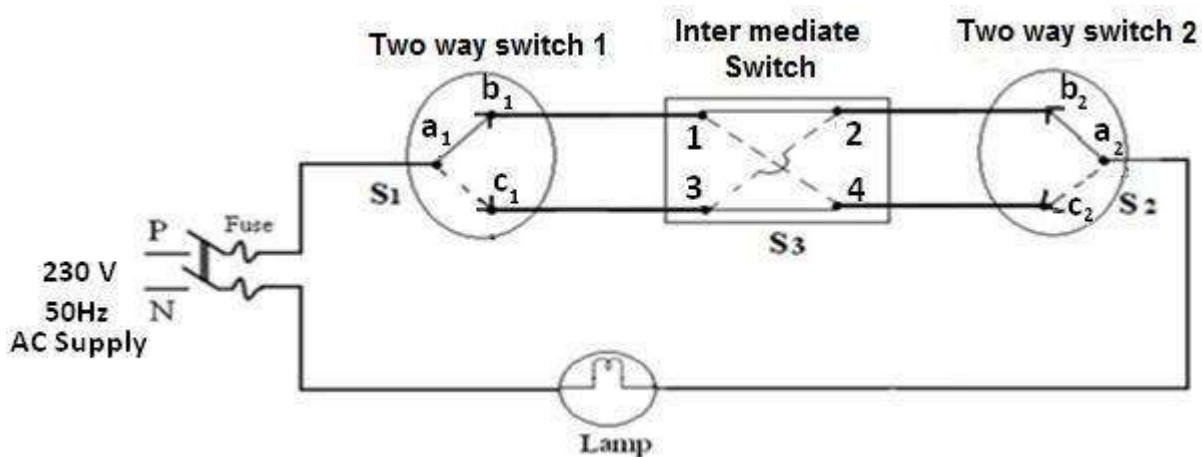 Two way switch 1
Inter mediate
Switch
Two way switch 2
b1
a1
c1
S1
1
2
3
4
S3
b2
a2
c2
S2
P
Fuse
230 V
50Hz
N
AC Supply
Lamp